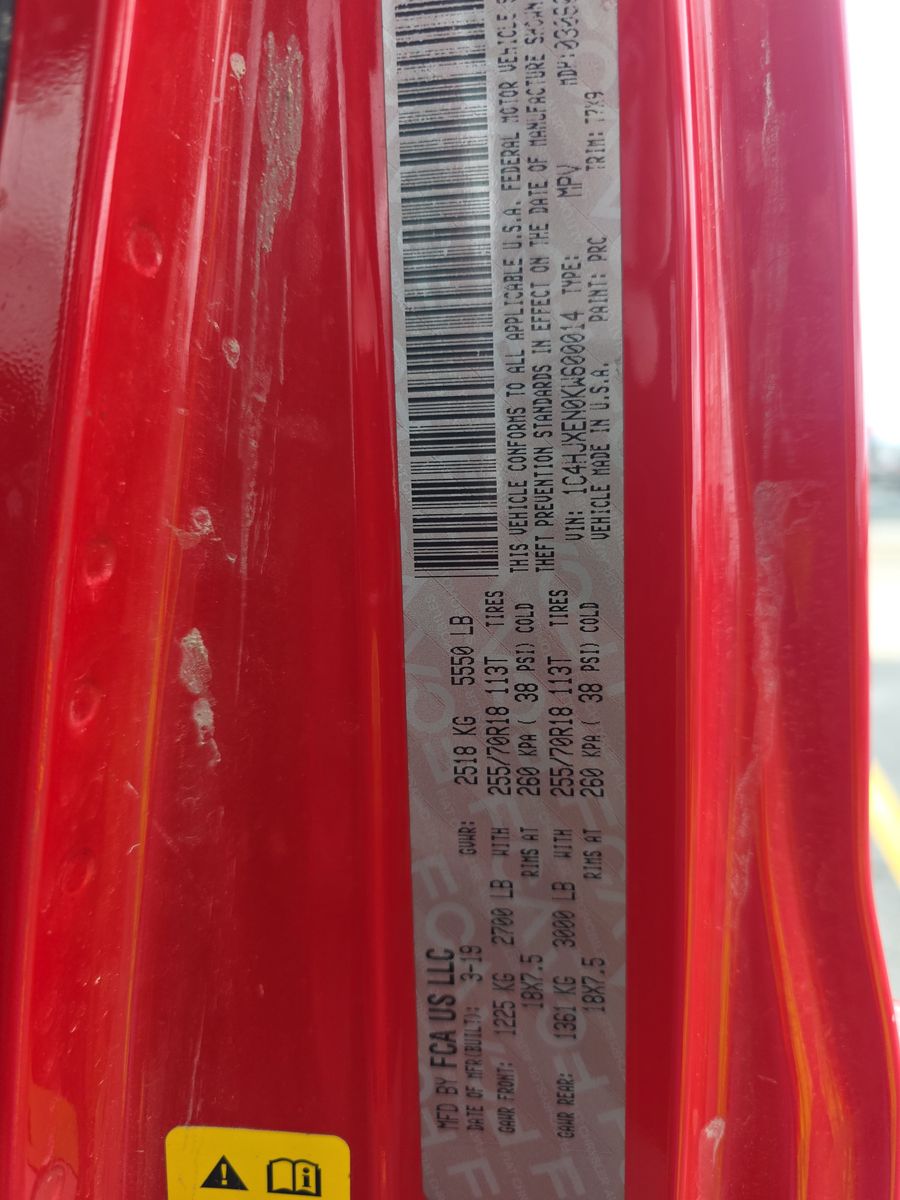 MFD BY FCA US LLC
DATE OF MFR(BUILT): 3-19 GVWR: 2518 KG 5550 LB
GAWR FRONT: 1225 KG 2700 LB WITH 255/70R18 113T TIRES
18X7.5 RIMS AT 260 KPA ( 38 PSI) COLD
GAWR REAR: 1361 KG 3000 LB WITH 255/70R18 113T TIRES
18X7.5 RIMS AT 260 KPA ( 38 PSI) COLD
THIS VEHICLE CONFORMS TO ALL APPLICABLE U.S.A. FEDERAL MOTOR VEHICLE
THEFT PREVENTION STANDARDS IN EFFECT ON THE DATE OF MANUFACTURE SHOWN
VIN: 1C4HJXEN0KW600014 TYPE: MPV MDH:
VEHICLE MADE IN U.S.A. PAINT: PRC TRIM: